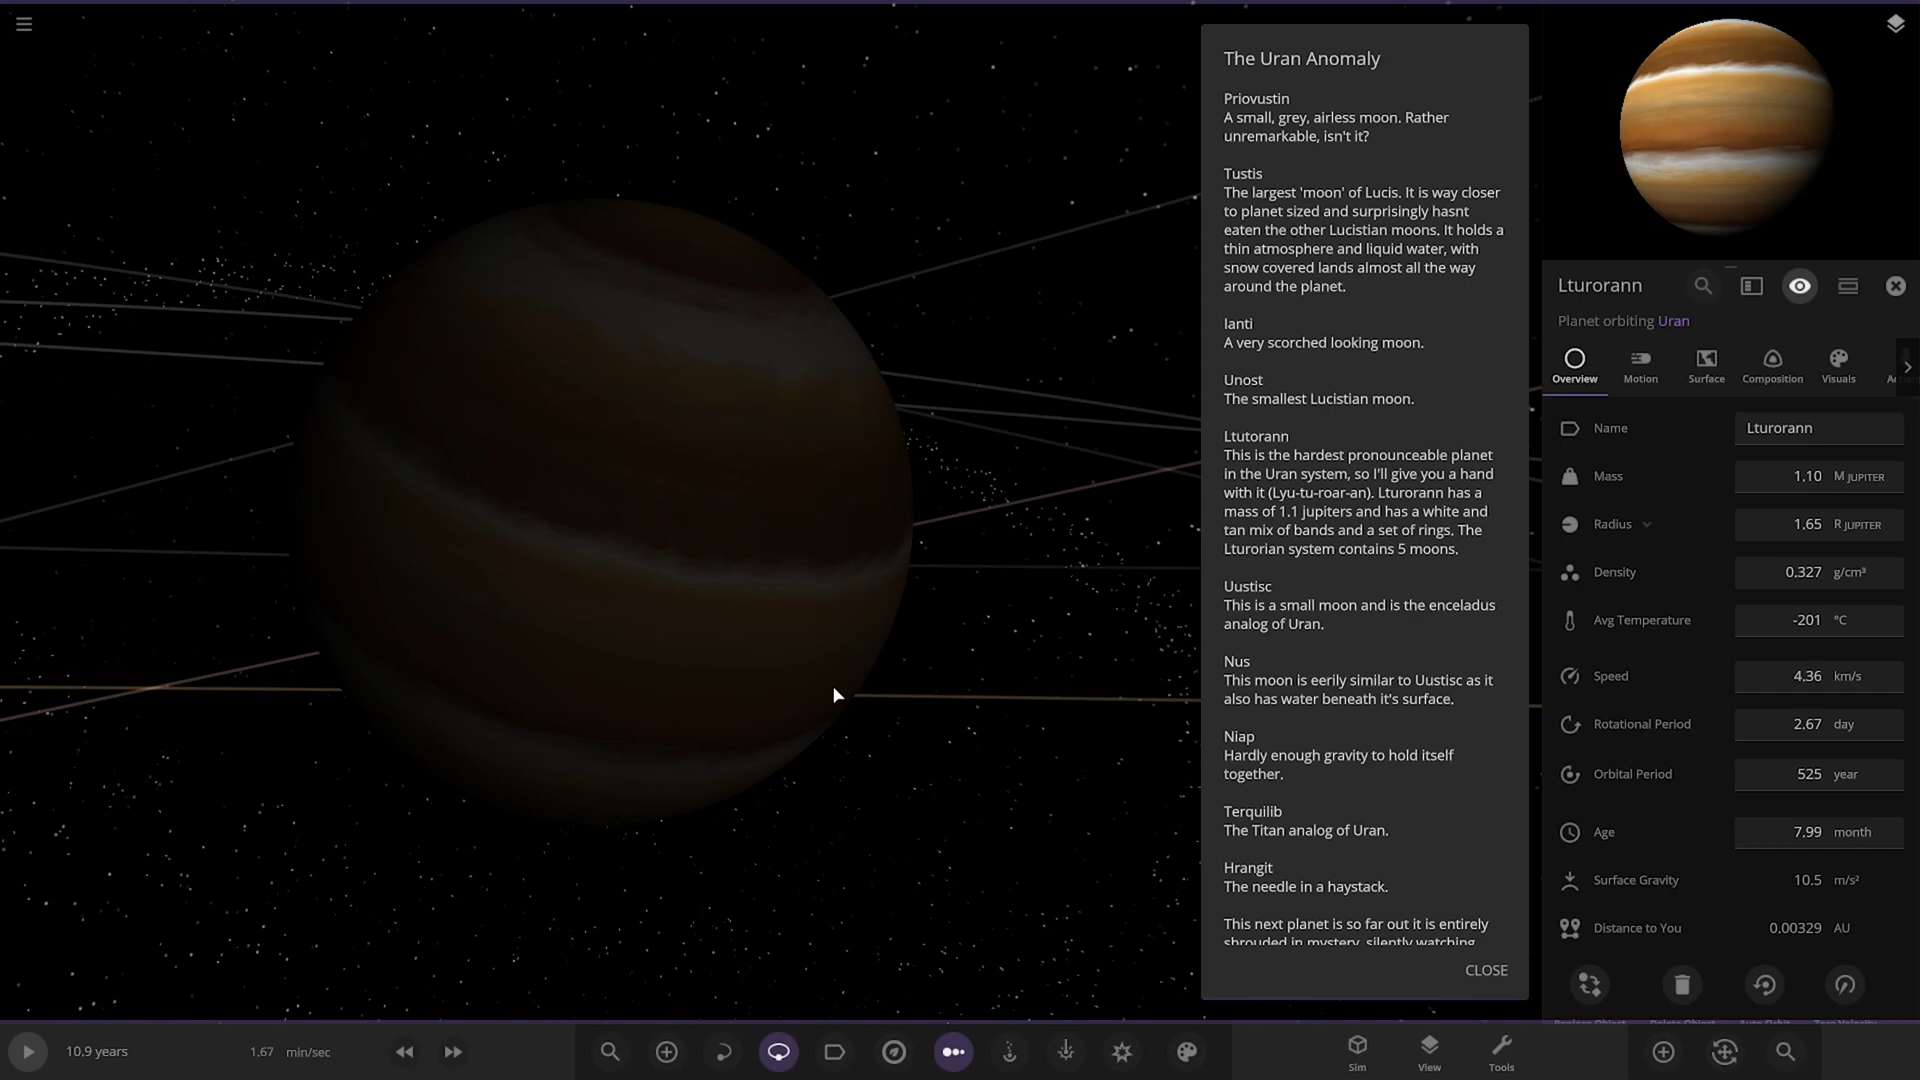 The Uran Anomaly
Priovustin
A small, grey, airless moon. Rather
unremarkable, isn't it?
Tustis
The largest 'moon' of Lucis. It is way closer
to planet sized and surprisingly hasnt
eaten the other Lucistian moons. It holds a
thin atmosphere and liquid water, with
snow covered lands almost all the way
around the planet.
Ianti
A very scorched looking moon.
Unost
The smallest Lucistian moon.
Ltutorann
This is the hardest pronounceable planet
in the Uran system, so I'll give you a hand
with it (Lyu-tu-roar-an). Lturorann has a
mass of 1.1 jupiters and has a white and
tan mix of bands and a set of rings. The
Lturorian system contains 5 moons.
Uustisc
This is a small moon and is the enceladus
analog of Uran.
Nus
This moon is eerily similar to Uustisc as it
also has water beneath it's surface.
Niap
Hardly enough gravity to hold itself
together.
Terquilib
The Titan analog of Uran.
Hrangit
The needle in a haystack.
This next planet is so far out it is entirely
shrouded in mystery, silently watching
CLOSE
Lturorann
Planet orbiting Uran
Overview Motion Surface Composition Visuals
Name Lturorann
Mass 1.10 M JUPITER
Radius 1.65 R JUPITER
Density 0.327 g/cm³
Avg Temperature -201 °C
Speed 4.36 km/s
Rotational Period 2.67 day
Orbital Period 525 year
Age 7.99 month
Surface Gravity 10.5 m/s²
Distance to You 0.00329 AU
10.9 years 1.67 min/sec
Sim View Tools